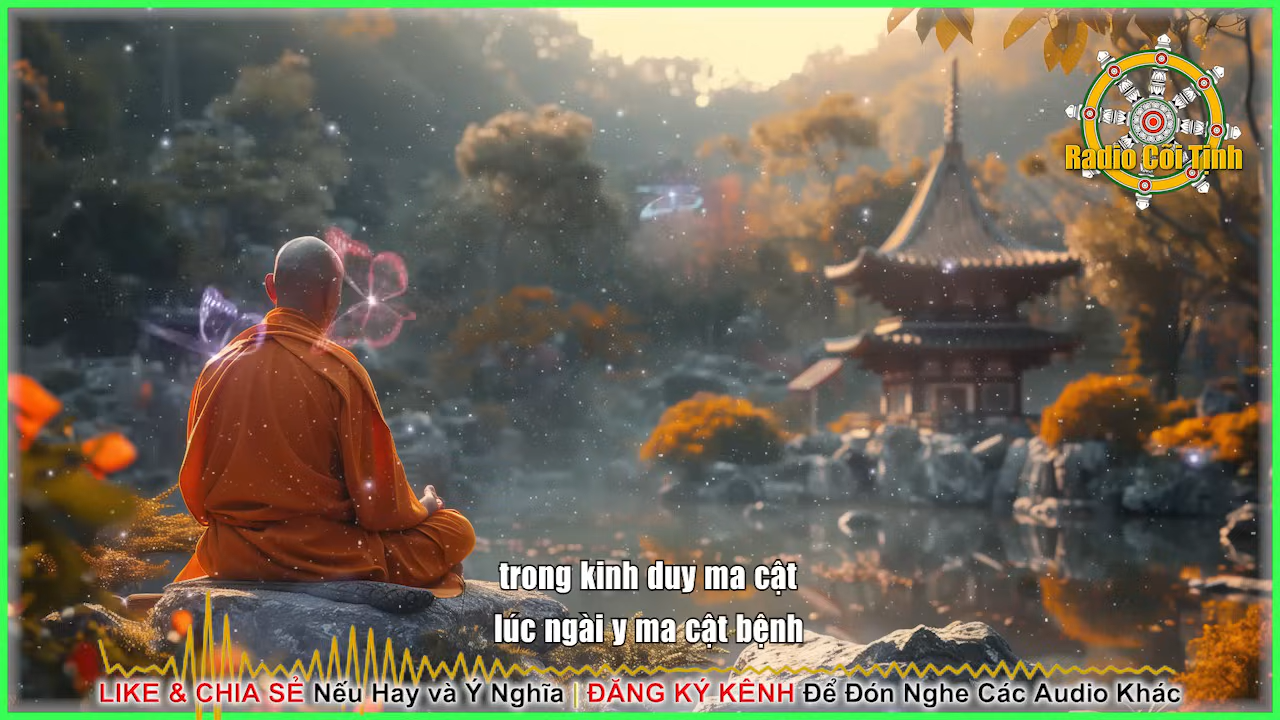 Radio Cõi Tịnh
trong kinh duy ma cật
lúc ngài y ma cật bệnh
LIKE & CHIA SẺ Nếu Hay và Ý Nghĩa | ĐĂNG KÝ KÊNH Để Đón Nghe Các Audio Khác